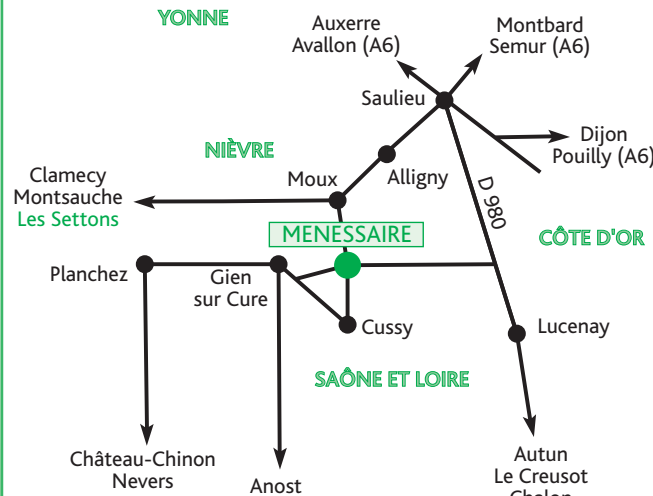 YONNE
Auxerre
Avallon (A6)
Montbard
Semur (A6)
Saulieu
Dijon
Pouilly (A6)
NIÈVRE
Alligny
Clamecy
Montsauche
Les Settons
Moux
D 980
MENESSAIRE
CÔTE D'OR
Planchez
Gien
sur Cure
Cussy
Lucenay
SAÔNE ET LOIRE
Château-Chinon
Nevers
Anost
Autun
Le Creusot
Chalon